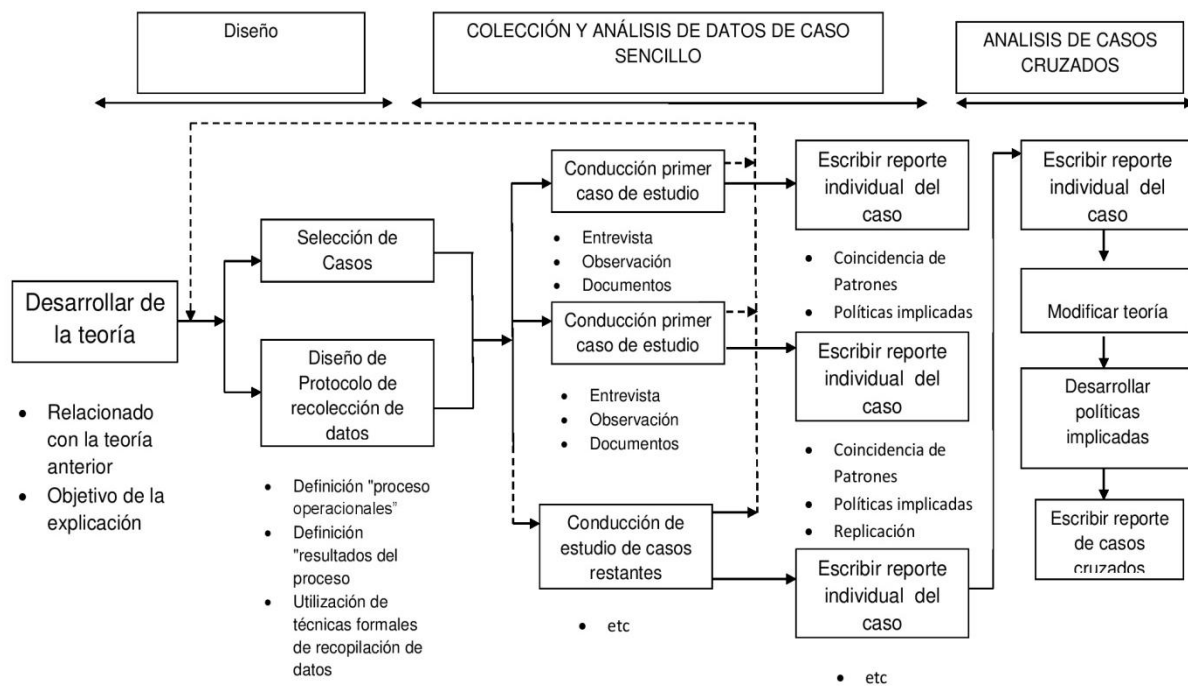 Diseño
COLECCIÓN Y ANÁLISIS DE DATOS DE CASO
SENCILLO
ANALISIS DE CASOS
CRUZADOS
Desarrollar de
la teoría
• Relacionado
con la teoría
anterior
• Objetivo de la
explicación
Selección de
Casos
Diseño de
Protocolo de
recolección de
datos
• Definición "proceso
operacionales"
• Definición
"resultados del
proceso
• Utilización de
técnicas formales
de recopilación de
datos
Conducción primer
caso de estudio
• Entrevista
• Observación
• Documentos
Conducción primer
caso de estudio
• Entrevista
• Observación
• Documentos
Conducción de
estudio de casos
restantes
• etc
Escribir reporte
individual del
caso
• Coincidencia de
Patrones
• Políticas implicadas
Escribir reporte
individual del
caso
• Coincidencia de
Patrones
• Políticas implicadas
• Replicación
Escribir reporte
individual del
caso
• etc
Escribir reporte
individual del
caso
Modificar teoría
Desarrollar
políticas
implicadas
Escribir reporte
de casos
cruzados